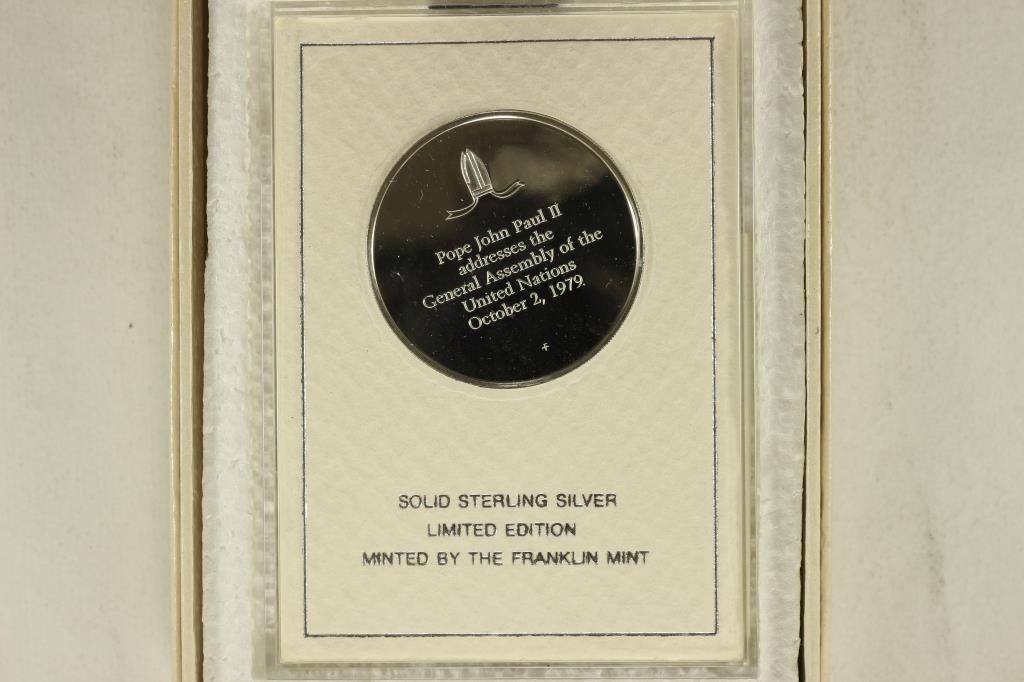 Pope John Paul II
addresses the
General Assembly of the
United Nations
October 2, 1979.
SOLID STERLING SILVER
LIMITED EDITION
MINTED BY THE FRANKLIN MINT